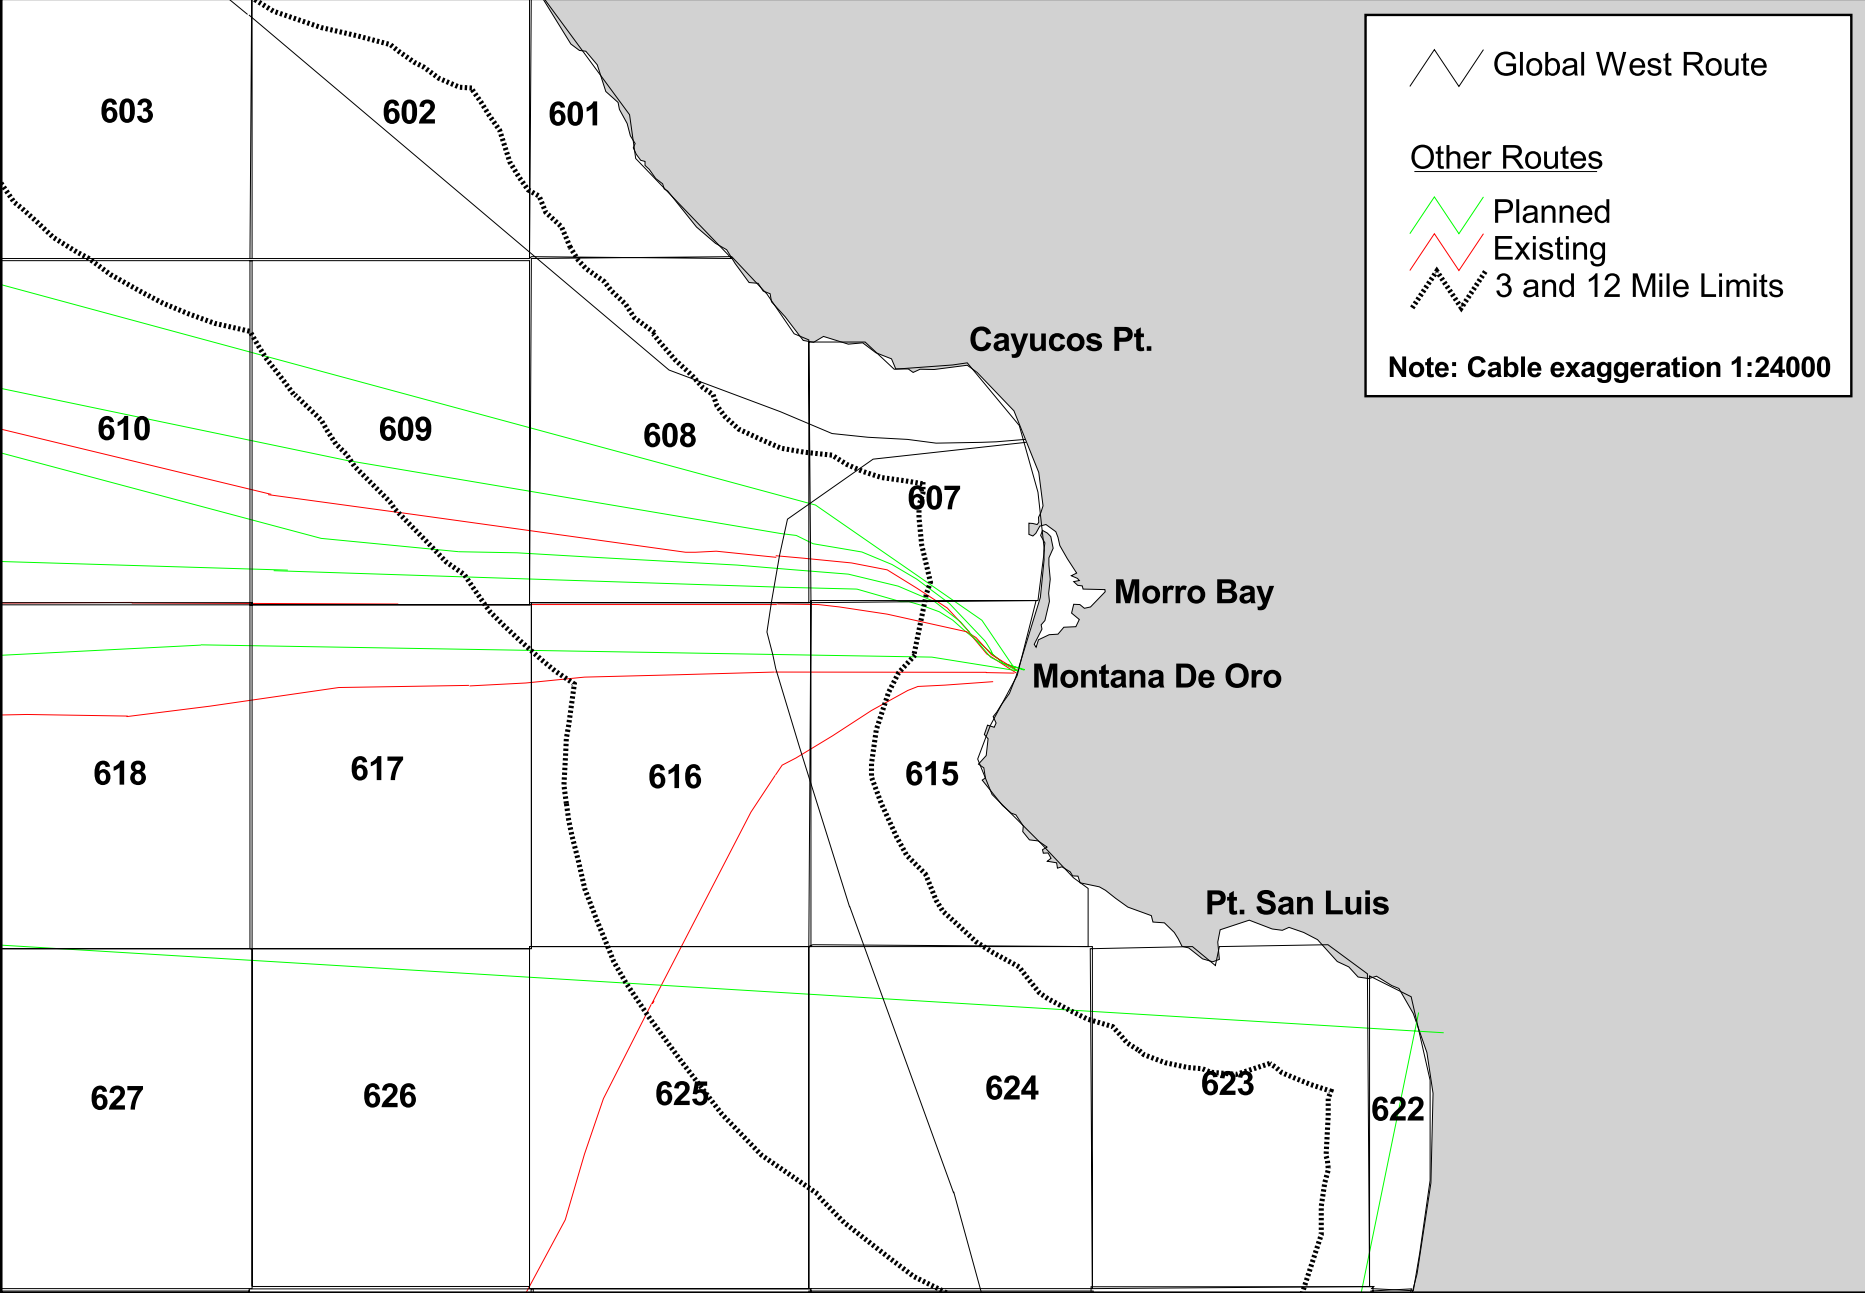 Global West Route
Other Routes
Planned
Existing
3 and 12 Mile Limits
Note: Cable exaggeration 1:24000
603
602
601
Cayucos Pt.
610
609
608
607
Morro Bay
Montana De Oro
618
617
616
615
Pt. San Luis
627
626
625
624
623
622